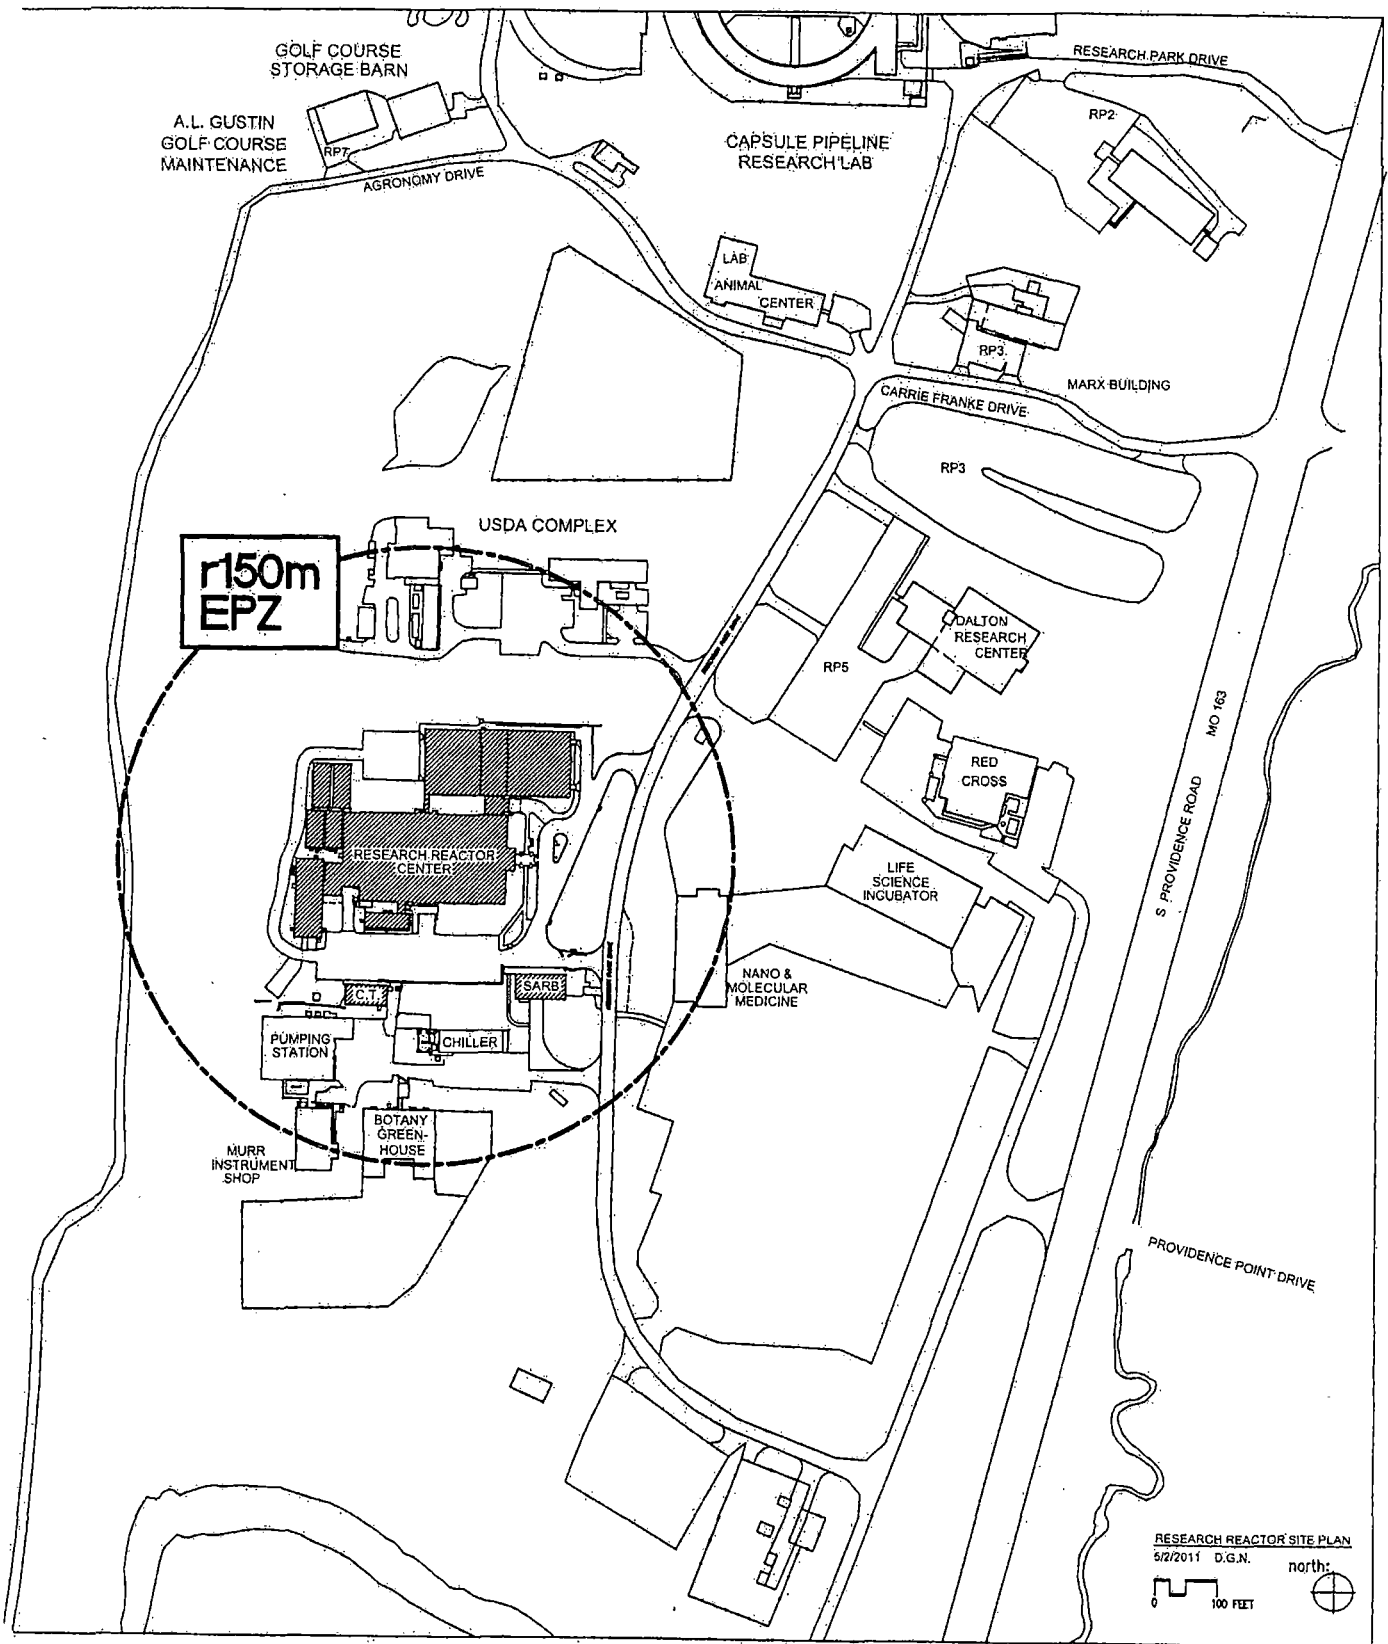 GOLF COURSE
STORAGE BARN
A.L. GUSTIN
GOLF COURSE
MAINTENANCE
RP7
AGRONOMY DRIVE
CAPSULE PIPELINE
RESEARCH LAB
RESEARCH PARK DRIVE
RP2
LAB
ANIMAL
CENTER
RP3
MARX BUILDING
CARRIE FRANKE DRIVE
RP3
USDA COMPLEX
r150m
EPZ
DALTON
RESEARCH
CENTER
RP5
RED
CROSS
MO 163
S PROVIDENCE ROAD
RESEARCH REACTOR
CENTER
LIFE
SCIENCE
INCUBATOR
NANO &
MOLECULAR
MEDICINE
C.T.
SARB
PUMPING
STATION
CHILLER
BOTANY
GREEN-
HOUSE
MURR
INSTRUMENT
SHOP
PROVIDENCE POINT DRIVE
RESEARCH REACTOR SITE PLAN
5/2/2011 D.G.N.
north:
0 100 FEET